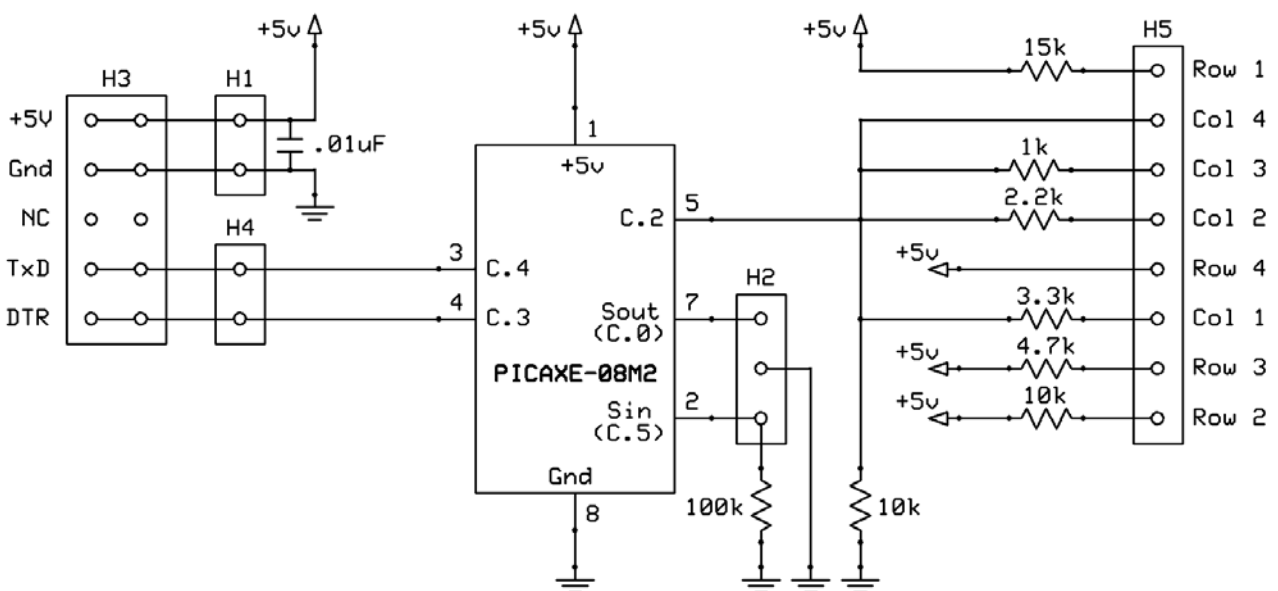 +5v
+5v
+5v
H5
15k
Row 1
H3
H1
+5V
.01uF
1
+5v
Col 4
Gnd
1k
Col 3
NC
H4
C.2
5
2.2k
Col 2
TxD
3
C.4
+5v
Row 4
H2
DTR
4
C.3
Sout
(C.0)
7
3.3k
Col 1
PICAXE-08M2
+5v
4.7k
Row 3
Sin
(C.5)
2
+5v
10k
Row 2
Gnd
8
100k
10k